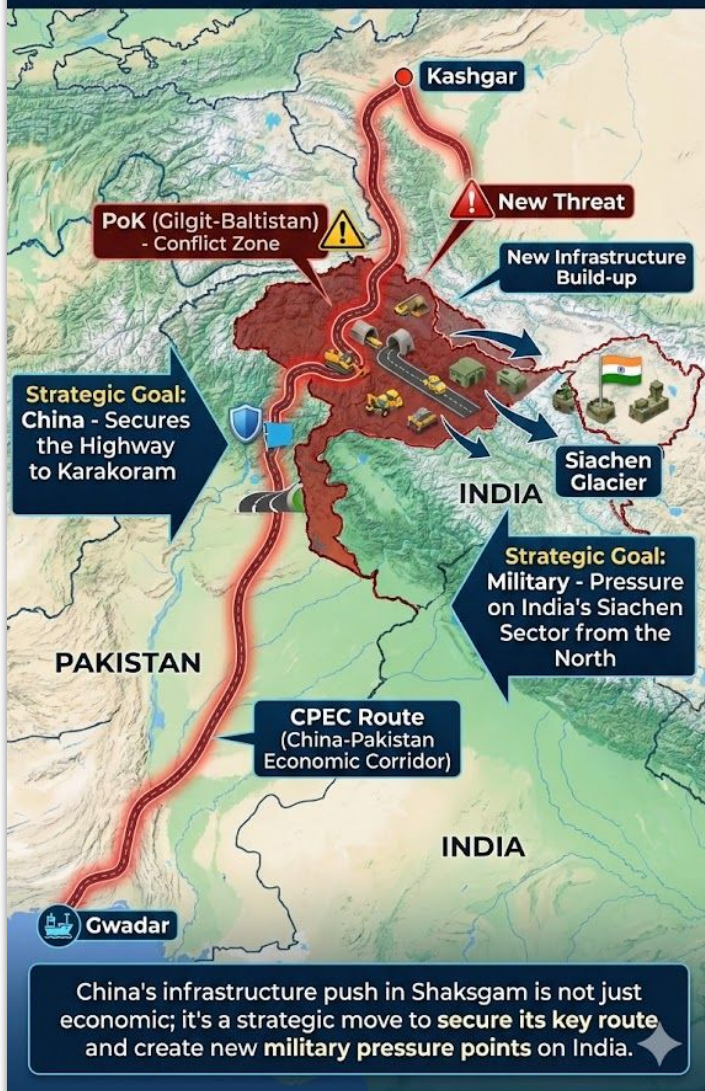 Kashgar
PoK (Gilgit-Baltistan)
- Conflict Zone
New Threat
New Infrastructure
Build-up
Strategic Goal:
China - Secures
the Highway
to Karakoram
Siachen
Glacier
INDIA
Strategic Goal:
Military - Pressure
on India's Siachen
Sector from the
North
PAKISTAN
CPEC Route
(China-Pakistan
Economic Corridor)
INDIA
Gwadar
China's infrastructure push in Shaksgam is not just
economic; it's a strategic move to secure its key route
and create new military pressure points on India.